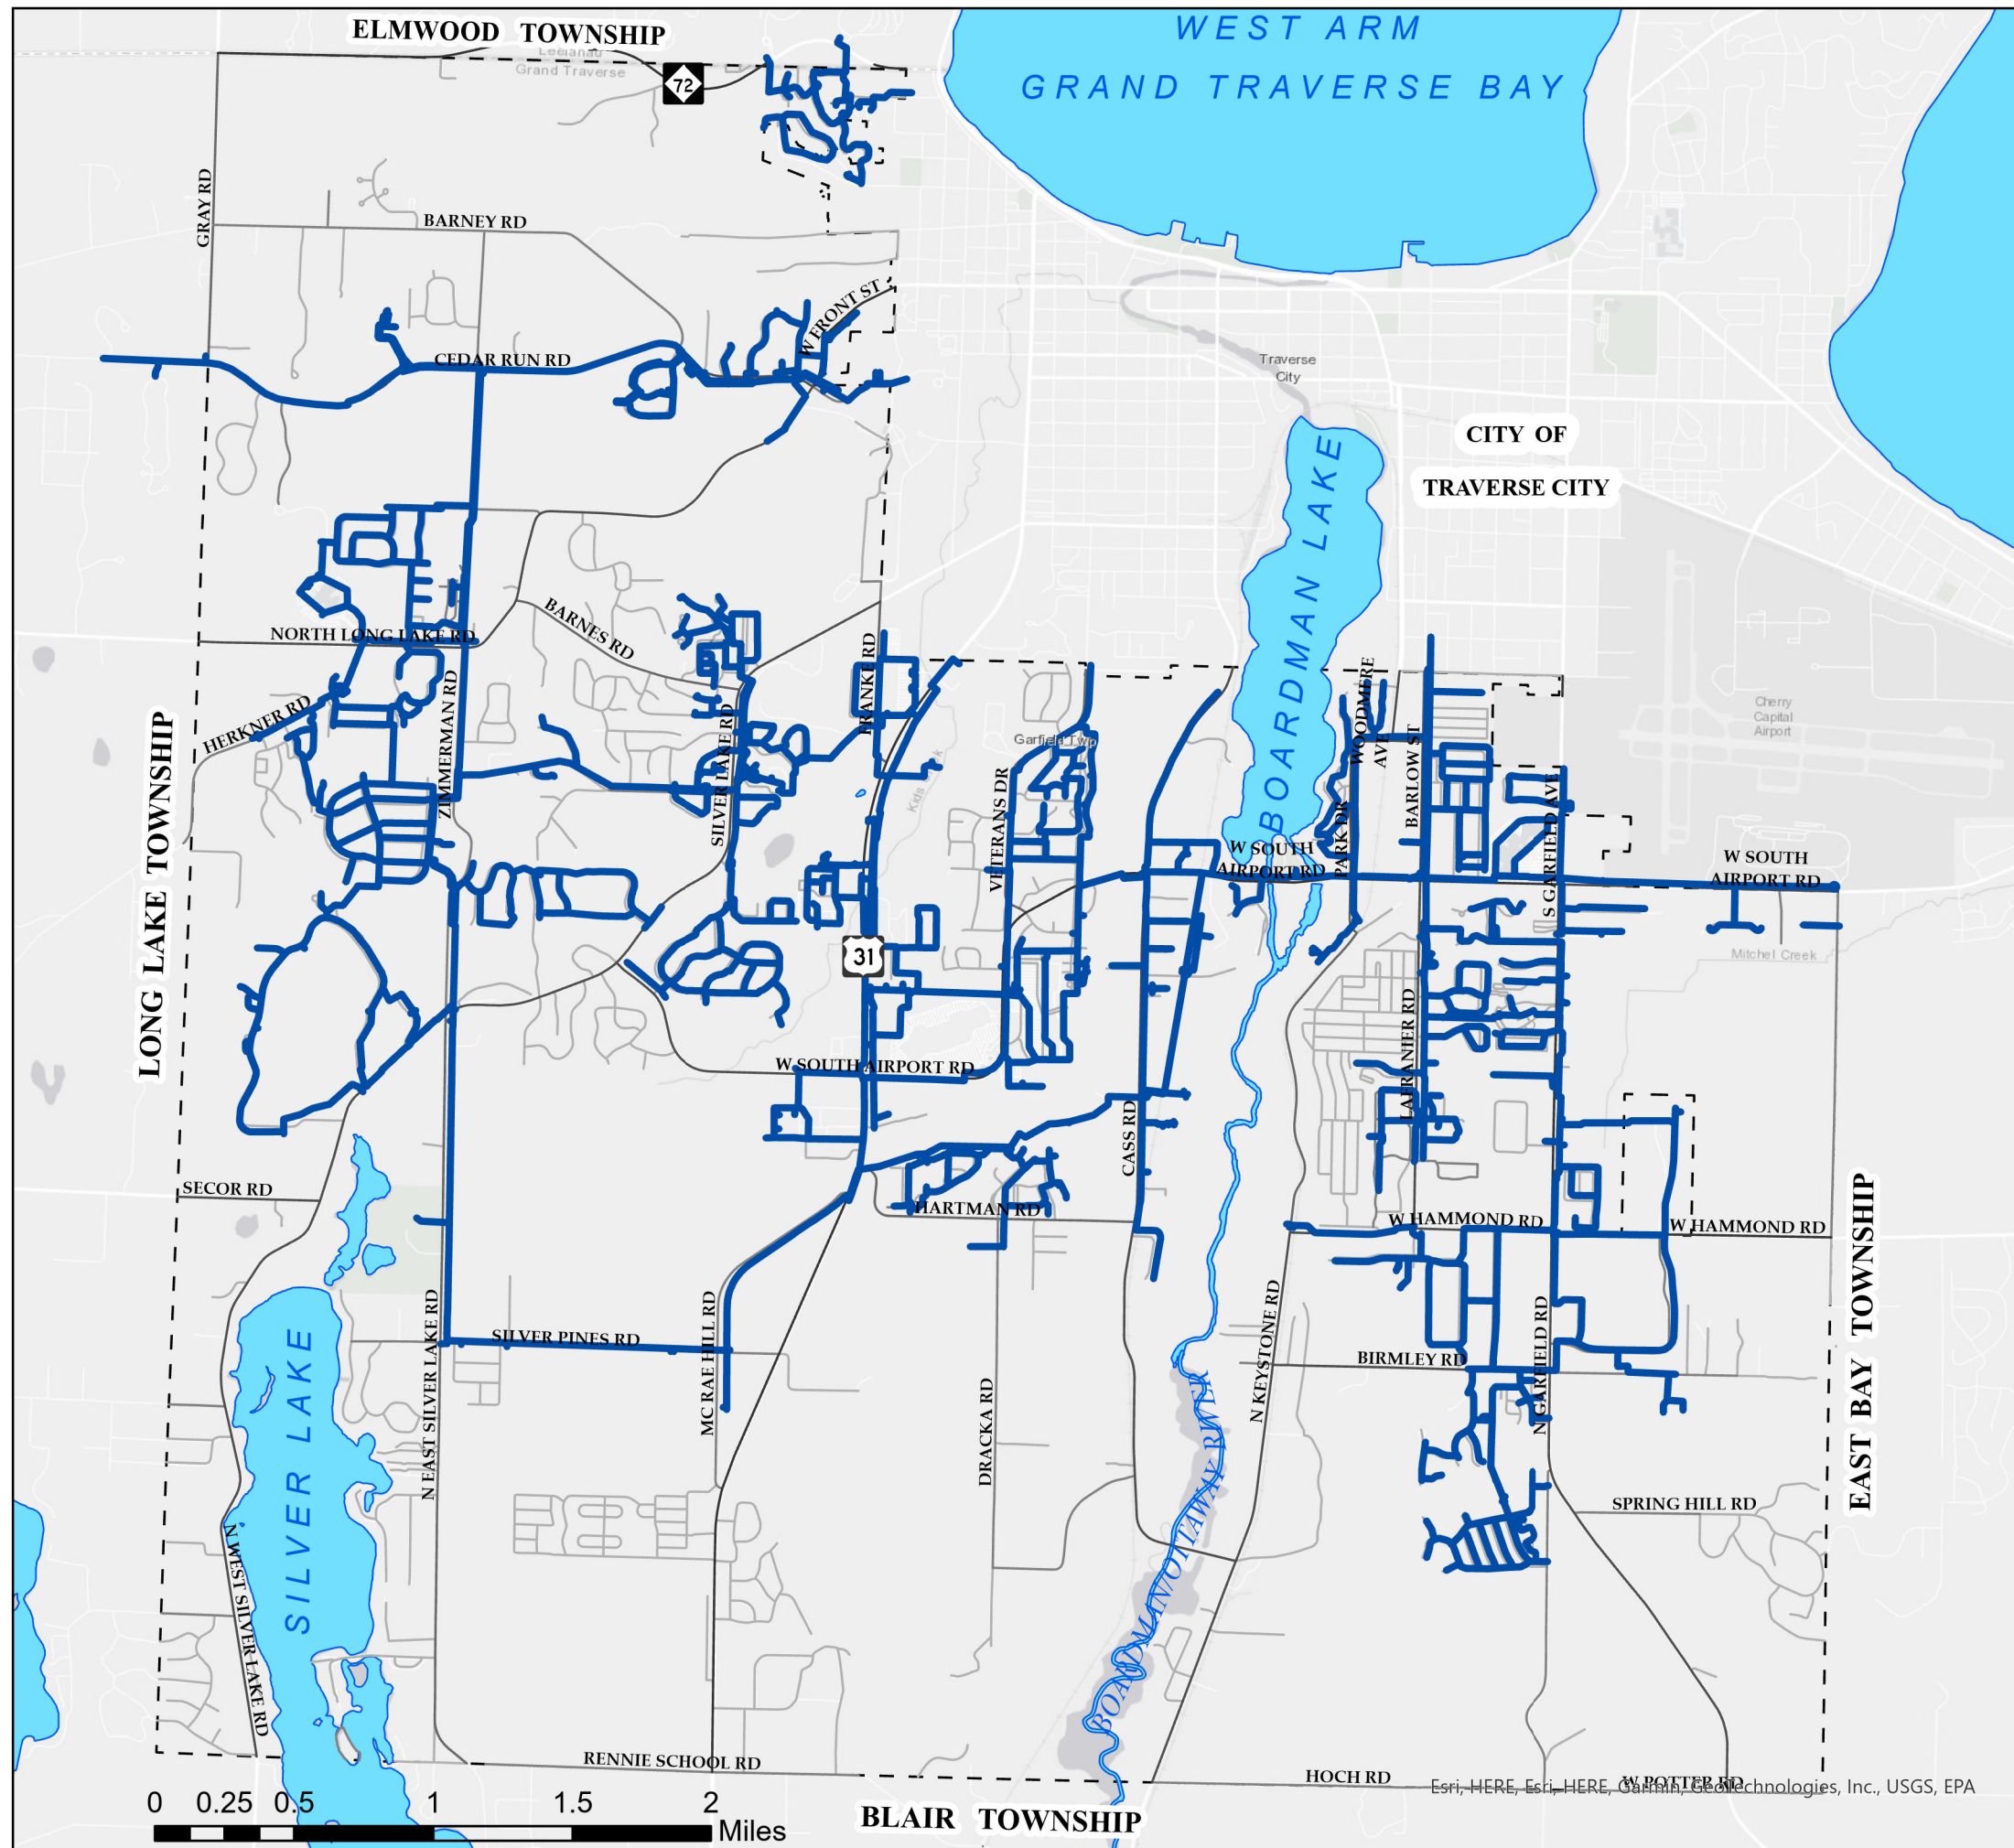 ELMWOOD TOWNSHIP
WEST ARM
GRAND TRAVERSE BAY
Leelanau
Grand Traverse
72
GRAY RD
BARNEY RD
W FRONT ST
CEDAR RUN RD
Traverse
City
CITY OF
TRAVERSE CITY
BOARDMAN LAKE
NORTH LONG LAKE RD
BARNES RD
FRANKE RD
HERKNER RD
ZIMMERMAN RD
SILVER LAKE RD
Garfield Twp
Kids Creek
VETERANS DR
WOODMERE
AVE
BARLOW ST
PARK DR
Cherry
Capital
Airport
S GARFIELD AVE
W SOUTH
AIRPORT RD
W SOUTH
AIRPORT RD
Mitchel Creek
LONG LAKE TOWNSHIP
31
W SOUTH AIRPORT RD
LAFRANIER RD
CASS RD
SECOR RD
HARTMAN RD
W HAMMOND RD
W HAMMOND RD
EAST BAY TOWNSHIP
SILVER LAKE
N EAST SILVER LAKE RD
SILVER PINES RD
MC RAE HILL RD
DRACKA RD
N KEYSTONE RD
BIRMLEY RD
N GARFIELD RD
BOARDMAN/OTTAWAY RIVER
SPRING HILL RD
N WEST SILVER LAKE RD
RENNIE SCHOOL RD
HOCH RD
W POTTER RD
Esri, HERE, Esri, HERE, Garmin, GeoTechnologies, Inc., USGS, EPA
0 0.25 0.5 1 1.5 2
Miles
BLAIR TOWNSHIP